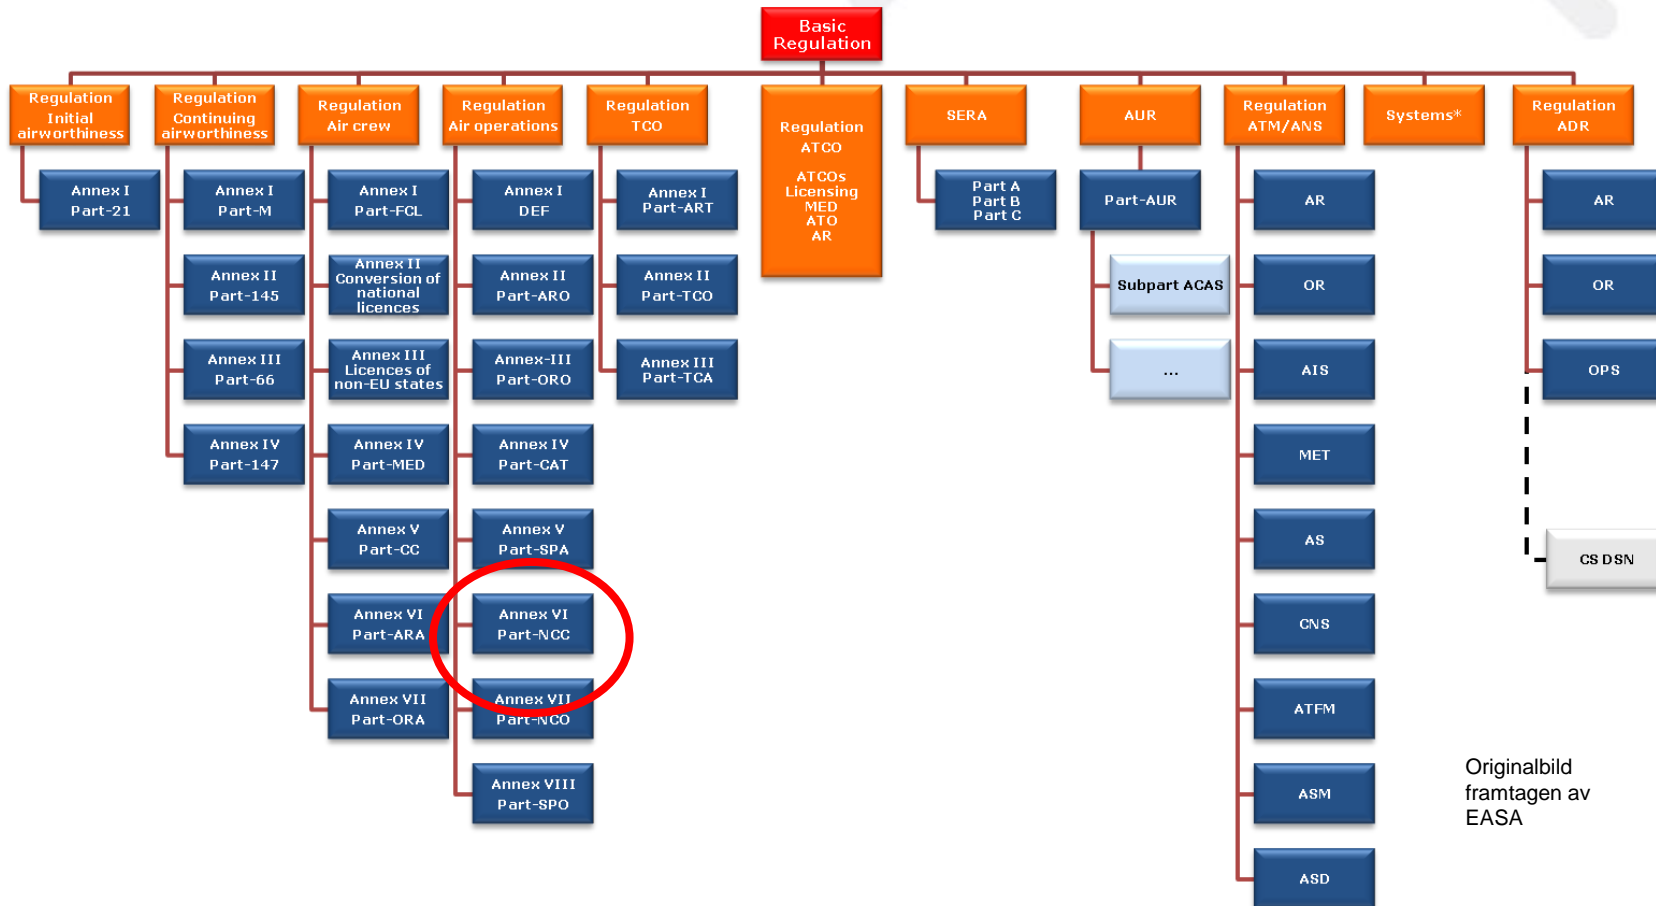 Basic
Regulation
Regulation
Initial
airworthiness
Regulation
Continuing
airworthiness
Regulation
Air crew
Regulation
Air operations
Regulation
TCO
Regulation
ATCO
ATCOs
Licensing
MED
ATO
AR
SERA
AUR
Regulation
ATM/ANS
Systems*
Regulation
ADR
Annex I
Part-21
Annex I
Part-M
Annex II
Part-145
Annex III
Part-66
Annex IV
Part-147
Annex I
Part-FCL
Annex II
Conversion of
national
licences
Annex III
Licences of
non-EU states
Annex IV
Part-MED
Annex V
Part-CC
Annex VI
Part-ARA
Annex VII
Part-ORA
Annex I
DEF
Annex II
Part-ARO
Annex-III
Part-ORO
Annex IV
Part-CAT
Annex V
Part-SPA
Annex VI
Part-NCC
Annex VII
Part-NCO
Annex VIII
Part-SPO
Annex I
Part-ART
Annex II
Part-TCO
Annex III
Part-TCA
Part A
Part B
Part C
Part-AUR
Subpart ACAS
...
AR
OR
AIS
MET
AS
CNS
ATFM
ASM
ASD
AR
OR
OPS
CS DSN
Originalbild
framtagen av
EASA